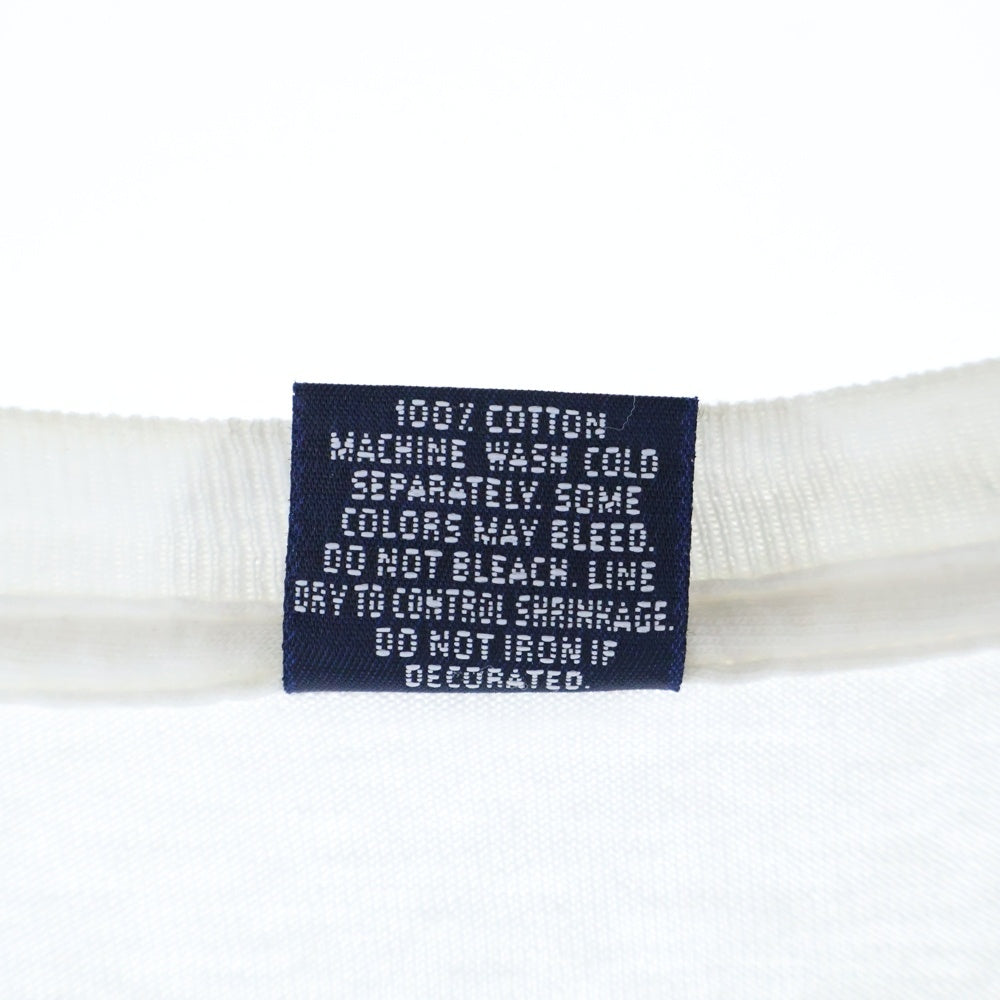 100% COTTON
MACHINE WASH COLD
SEPARATELY. SOME
COLORS MAY BLEED.
DO NOT BLEACH. LINE
DRY TO CONTROL SHRINKAGE.
DO NOT IRON IF
DECORATED.